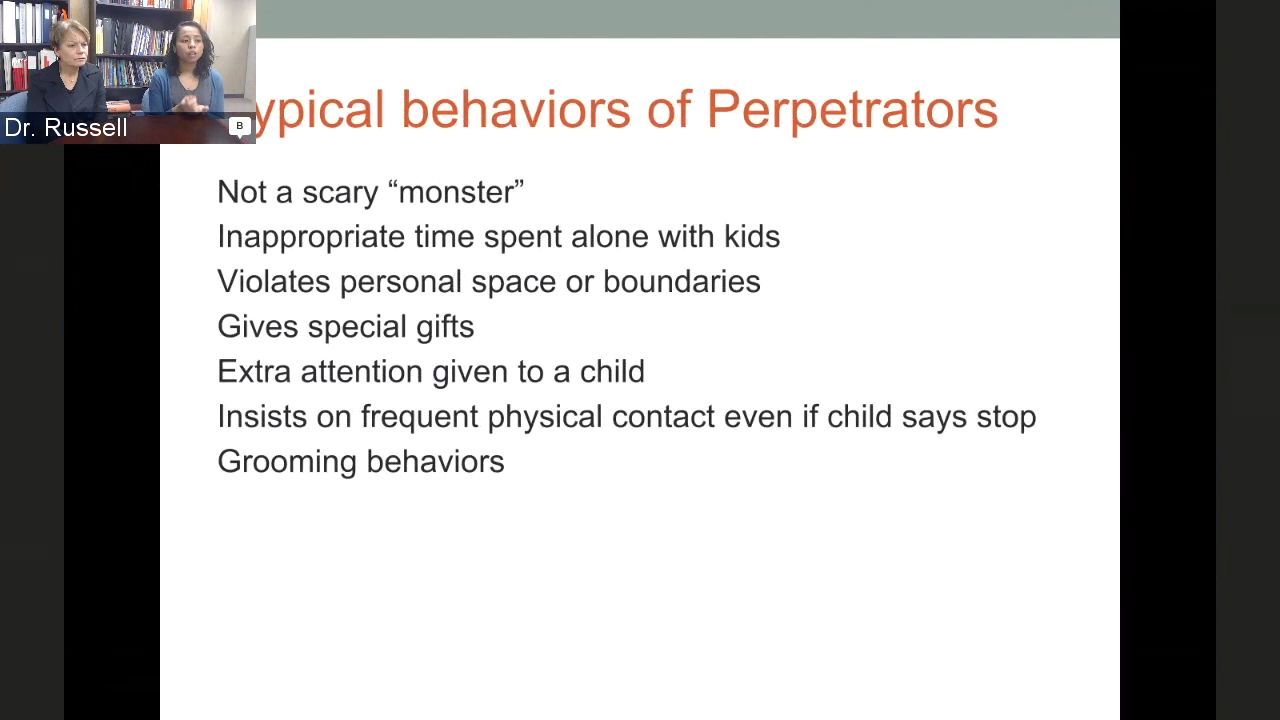 Dr. Russell
B
ypical behaviors of Perpetrators
Not a scary “monster”
Inappropriate time spent alone with kids
Violates personal space or boundaries
Gives special gifts
Extra attention given to a child
Insists on frequent physical contact even if child says stop
Grooming behaviors